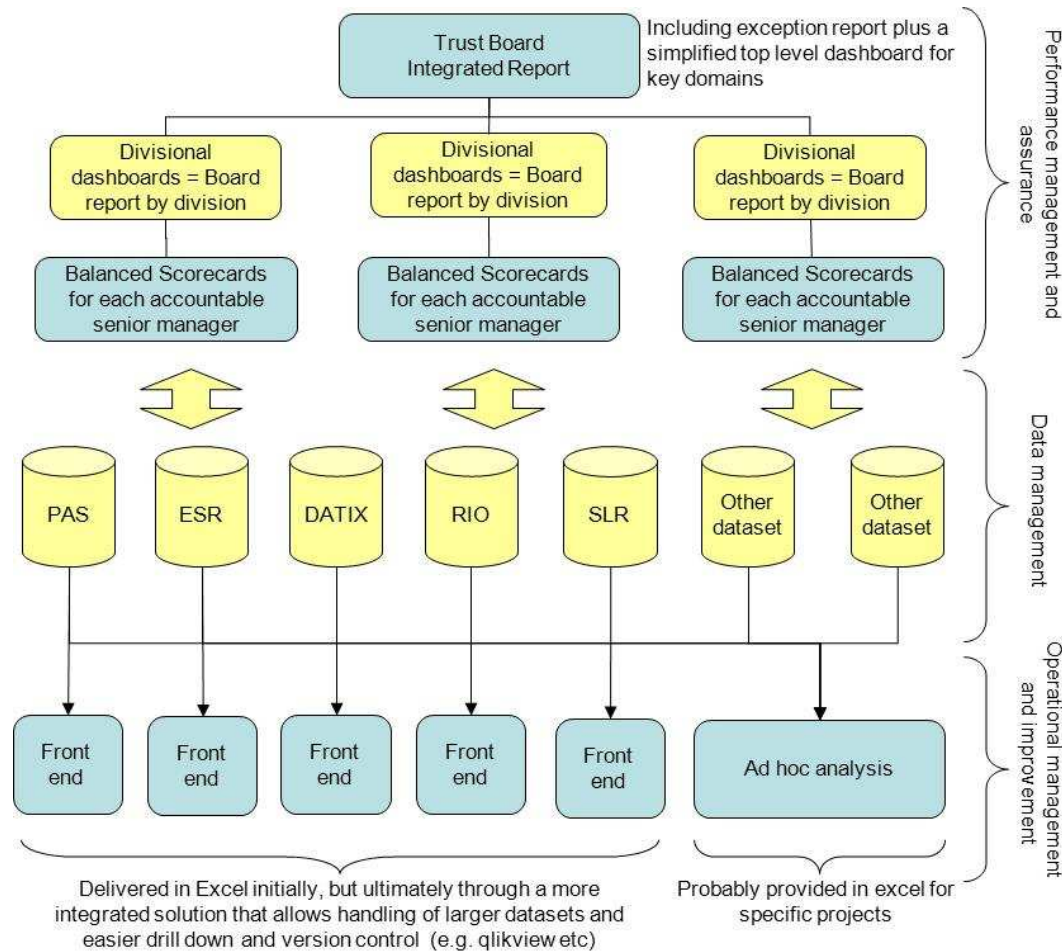 Trust Board
Integrated Report
Including exception report plus a
simplified top level dashboard for
key domains
Performance management and
assurance
Divisional
dashboards = Board
report by division
Divisional
dashboards = Board
report by division
Divisional
dashboards = Board
report by division
Balanced Scorecards
for each accountable
senior manager
Balanced Scorecards
for each accountable
senior manager
Balanced Scorecards
for each accountable
senior manager
Data management
PAS
ESR
DATIX
RIO
SLR
Other
dataset
Other
dataset
Operational management
and improvement
Front
end
Front
end
Front
end
Front
end
Front
end
Ad hoc analysis
Delivered in Excel initially, but ultimately through a more
integrated solution that allows handling of larger datasets and
easier drill down and version control (e.g. qlikview etc)
Probably provided in excel for
specific projects